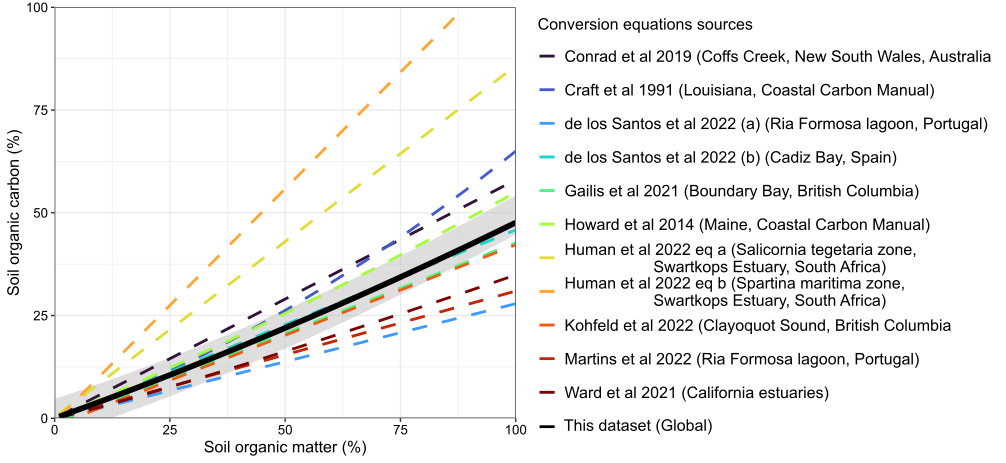 100
75
50
25
0
0
25
50
75
100
Soil organic carbon (%)
Soil organic matter (%)
Conversion equations sources
Conrad et al 2019 (Coffs Creek, New South Wales, Australia
Craft et al 1991 (Louisiana, Coastal Carbon Manual)
de los Santos et al 2022 (a) (Ria Formosa lagoon, Portugal)
de los Santos et al 2022 (b) (Cadiz Bay, Spain)
Gailis et al 2021 (Boundary Bay, British Columbia)
Howard et al 2014 (Maine, Coastal Carbon Manual)
Human et al 2022 eq a (Salicornia tegetaria zone,
Swartkops Estuary, South Africa)
Human et al 2022 eq b (Spartina maritima zone,
Swartkops Estuary, South Africa)
Kohfeld et al 2022 (Clayoquot Sound, British Columbia
Martins et al 2022 (Ria Formosa lagoon, Portugal)
Ward et al 2021 (California estuaries)
This dataset (Global)